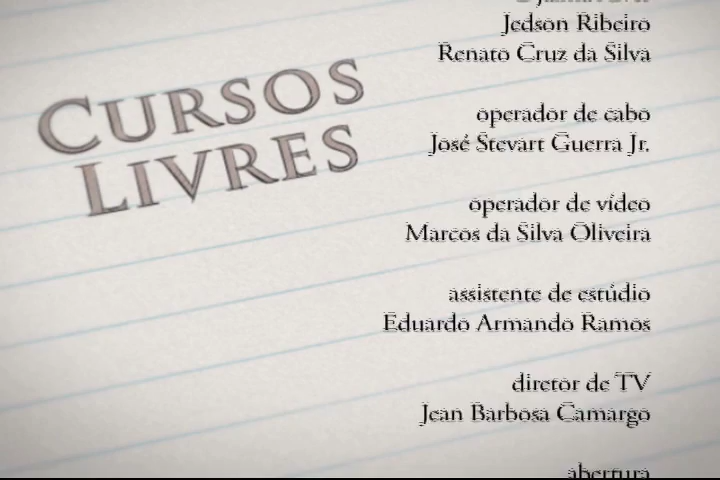 CURSOS
LIVRES
Jedson Ribeiro
Renato Cruz da Silva
operador de cabo
José Stevart Guerra Jr.
operador de vídeo
Marcos da Silva Oliveira
assistente de estúdio
Eduardo Armando Ramos
diretor de TV
Jean Barbosa Camargo
abertura